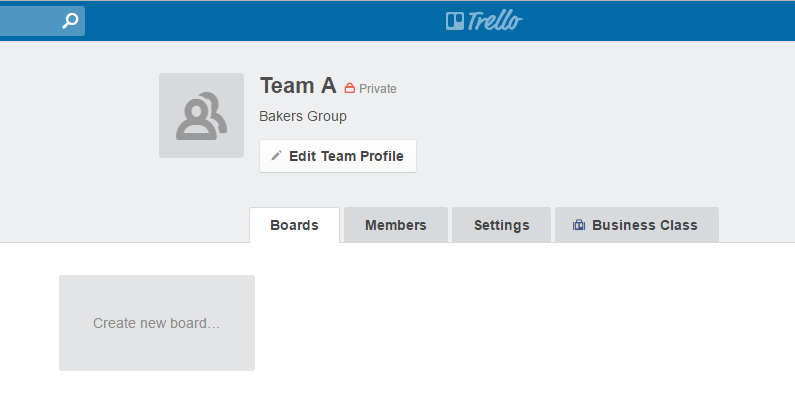 Trello
Team A Private
Bakers Group
Edit Team Profile
Boards Members Settings Business Class
Create new board…